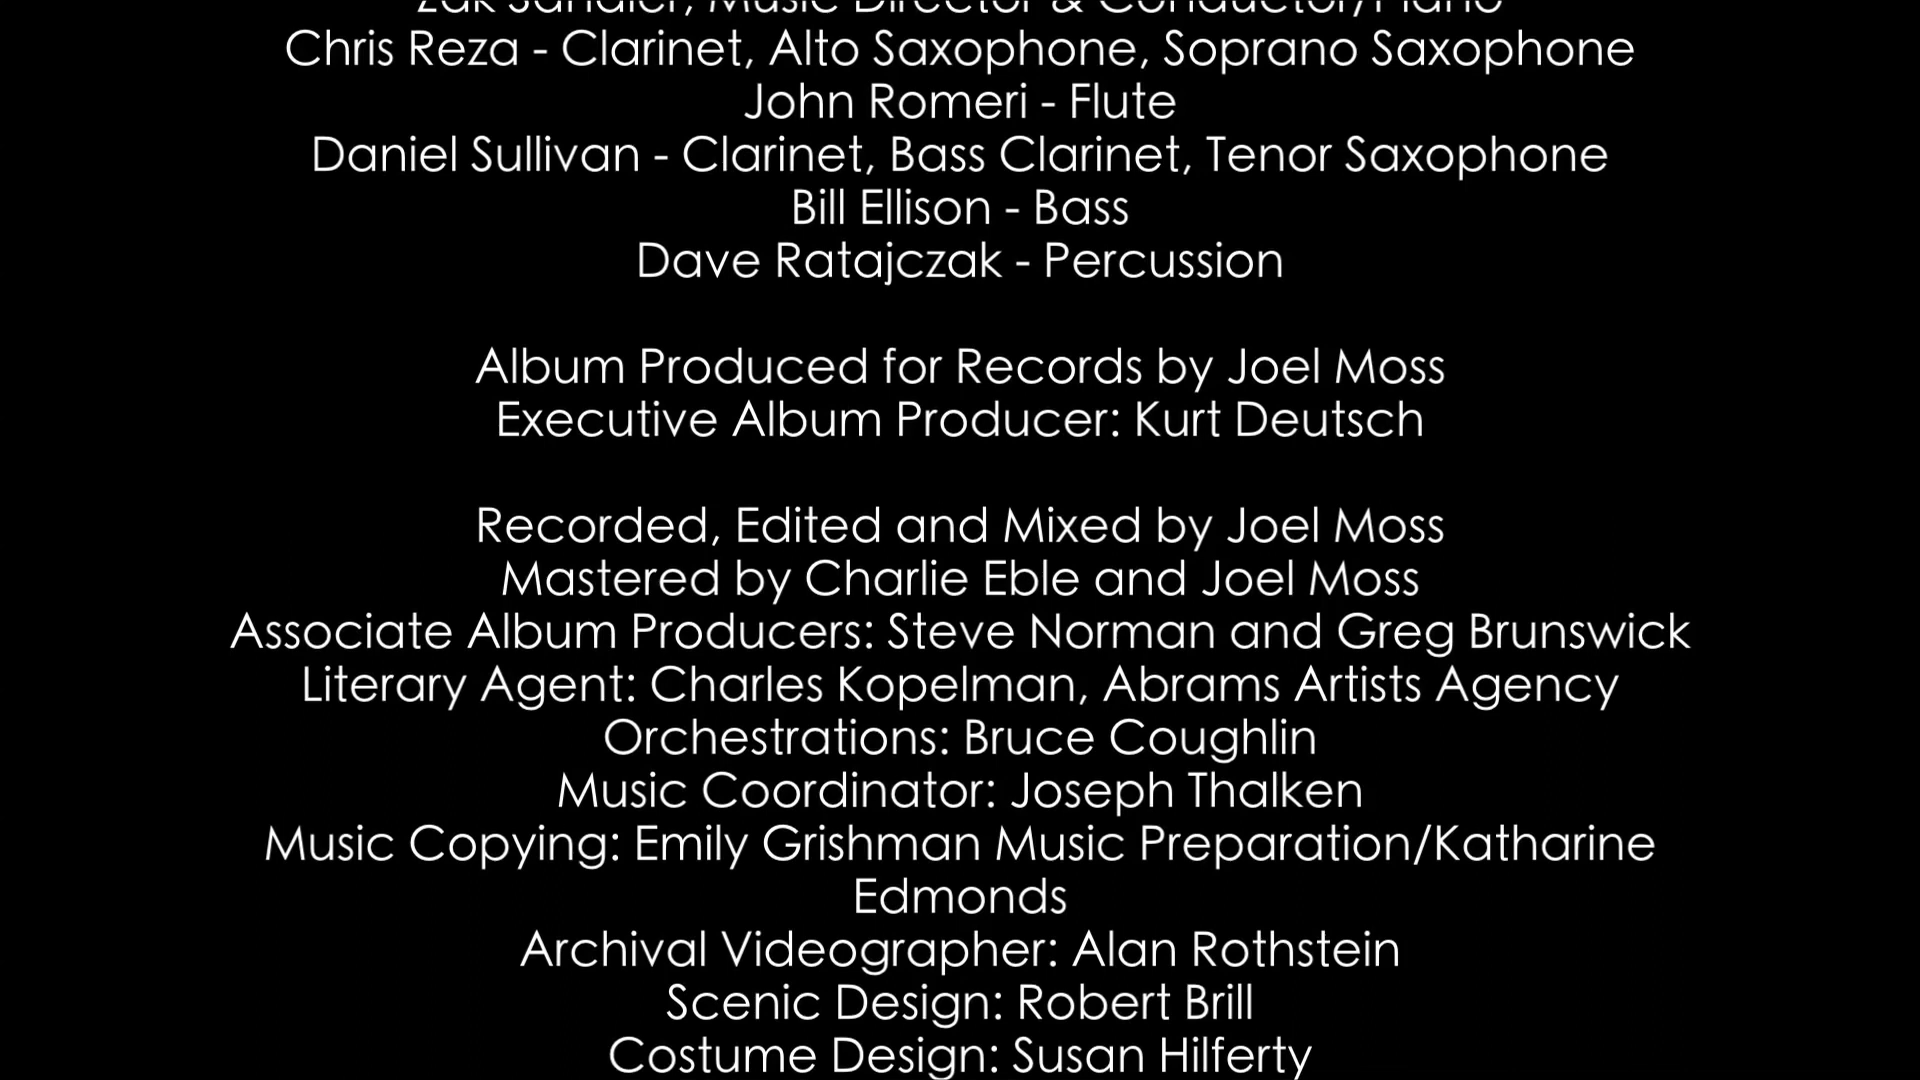 Zak Sandler, Music Director & Conductor/Piano
Chris Reza - Clarinet, Alto Saxophone, Soprano Saxophone
John Romeri - Flute
Daniel Sullivan - Clarinet, Bass Clarinet, Tenor Saxophone
Bill Ellison - Bass
Dave Ratajczak - Percussion
Album Produced for Records by Joel Moss
Executive Album Producer: Kurt Deutsch
Recorded, Edited and Mixed by Joel Moss
Mastered by Charlie Eble and Joel Moss
Associate Album Producers: Steve Norman and Greg Brunswick
Literary Agent: Charles Kopelman, Abrams Artists Agency
Orchestrations: Bruce Coughlin
Music Coordinator: Joseph Thalken
Music Copying: Emily Grishman Music Preparation/Katharine
Edmonds
Archival Videographer: Alan Rothstein
Scenic Design: Robert Brill
Costume Design: Susan Hilferty